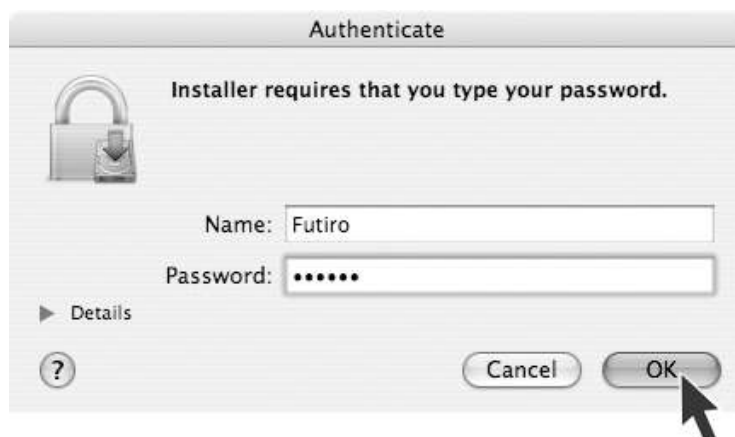 Authenticate
Installer requires that you type your password.
Name: Futiro
Password: ••••••
Details
?
Cancel OK